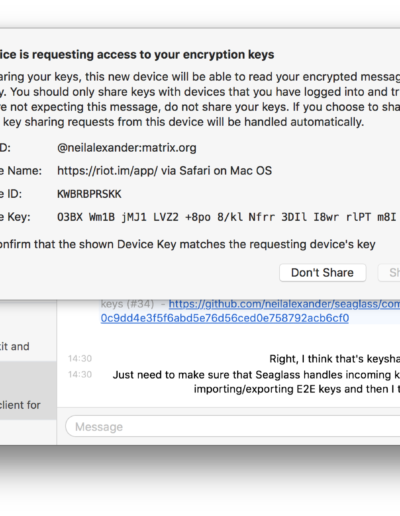 ice is requesting access to your encryption keys
aring your keys, this new device will be able to read your encrypted messag
y. You should only share keys with devices that you have logged into and tr
re not expecting this message, do not share your keys. If you choose to sha
key sharing requests from this device will be handled automatically.
ID: @neilalexander:matrix.org
e Name: https://riot.im/app/ via Safari on Mac OS
e ID: KWBRBPRSKK
e Key: O3BX Wm1B jMJ1 LVZ2 +8po 8/kl Nfrr 3DIl I8wr rlPT m8I
onfirm that the shown Device Key matches the requesting device's key
Don't Share
Sh
keys (#34) - https://github.com/neilalexander/seaglass/com
0c9dd4e3f5f6abd5e76d56ced0e758792acb6cf0
kit and
14:30 Right, I think that's keysha
14:30 Just need to make sure that Seaglass handles incoming k
importing/exporting E2E keys and then I t
client for
Message